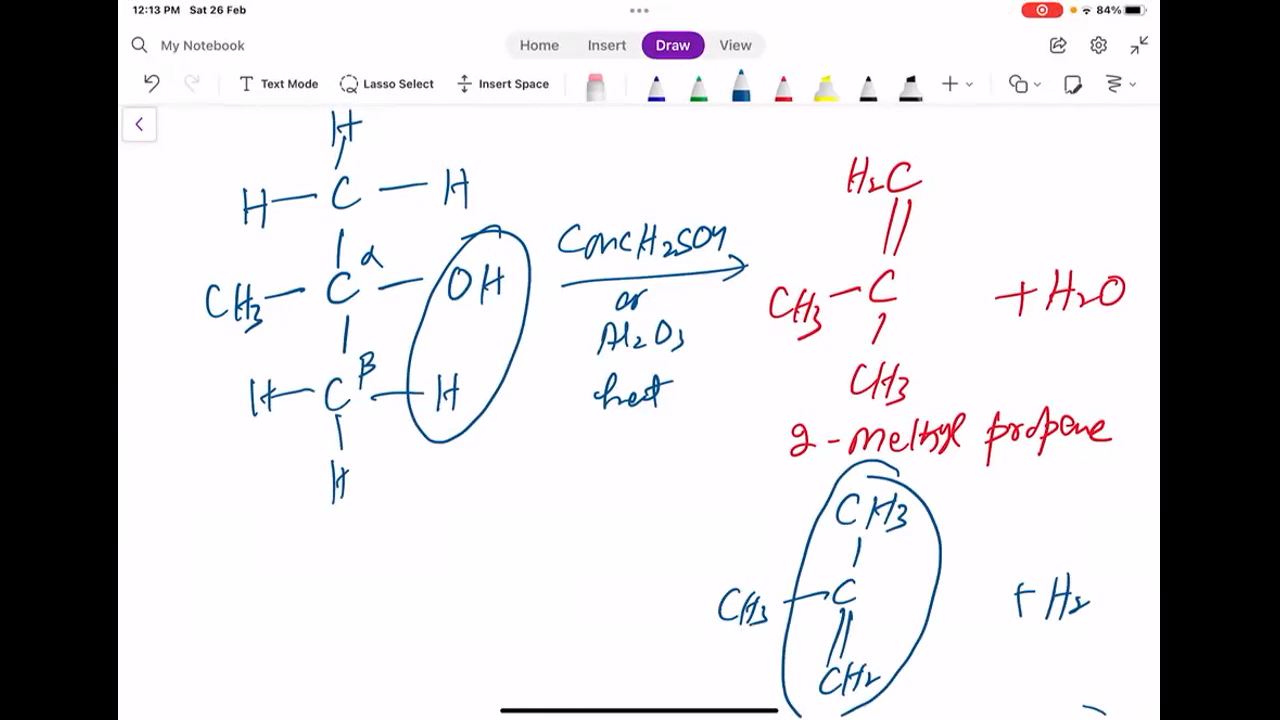 12:13 PM Sat 26 Feb
84%
My Notebook
Home Insert Draw View
Text Mode Lasso Select Insert Space
H
H — C — H
α
CH3 — C — OH
β
H — C — H
H
Conc H2SO4
or
Al2O3
heat
H2C
CH3 — C + H2O
CH3
2-methyl propene
CH3
CH3 — C + H2
CH2